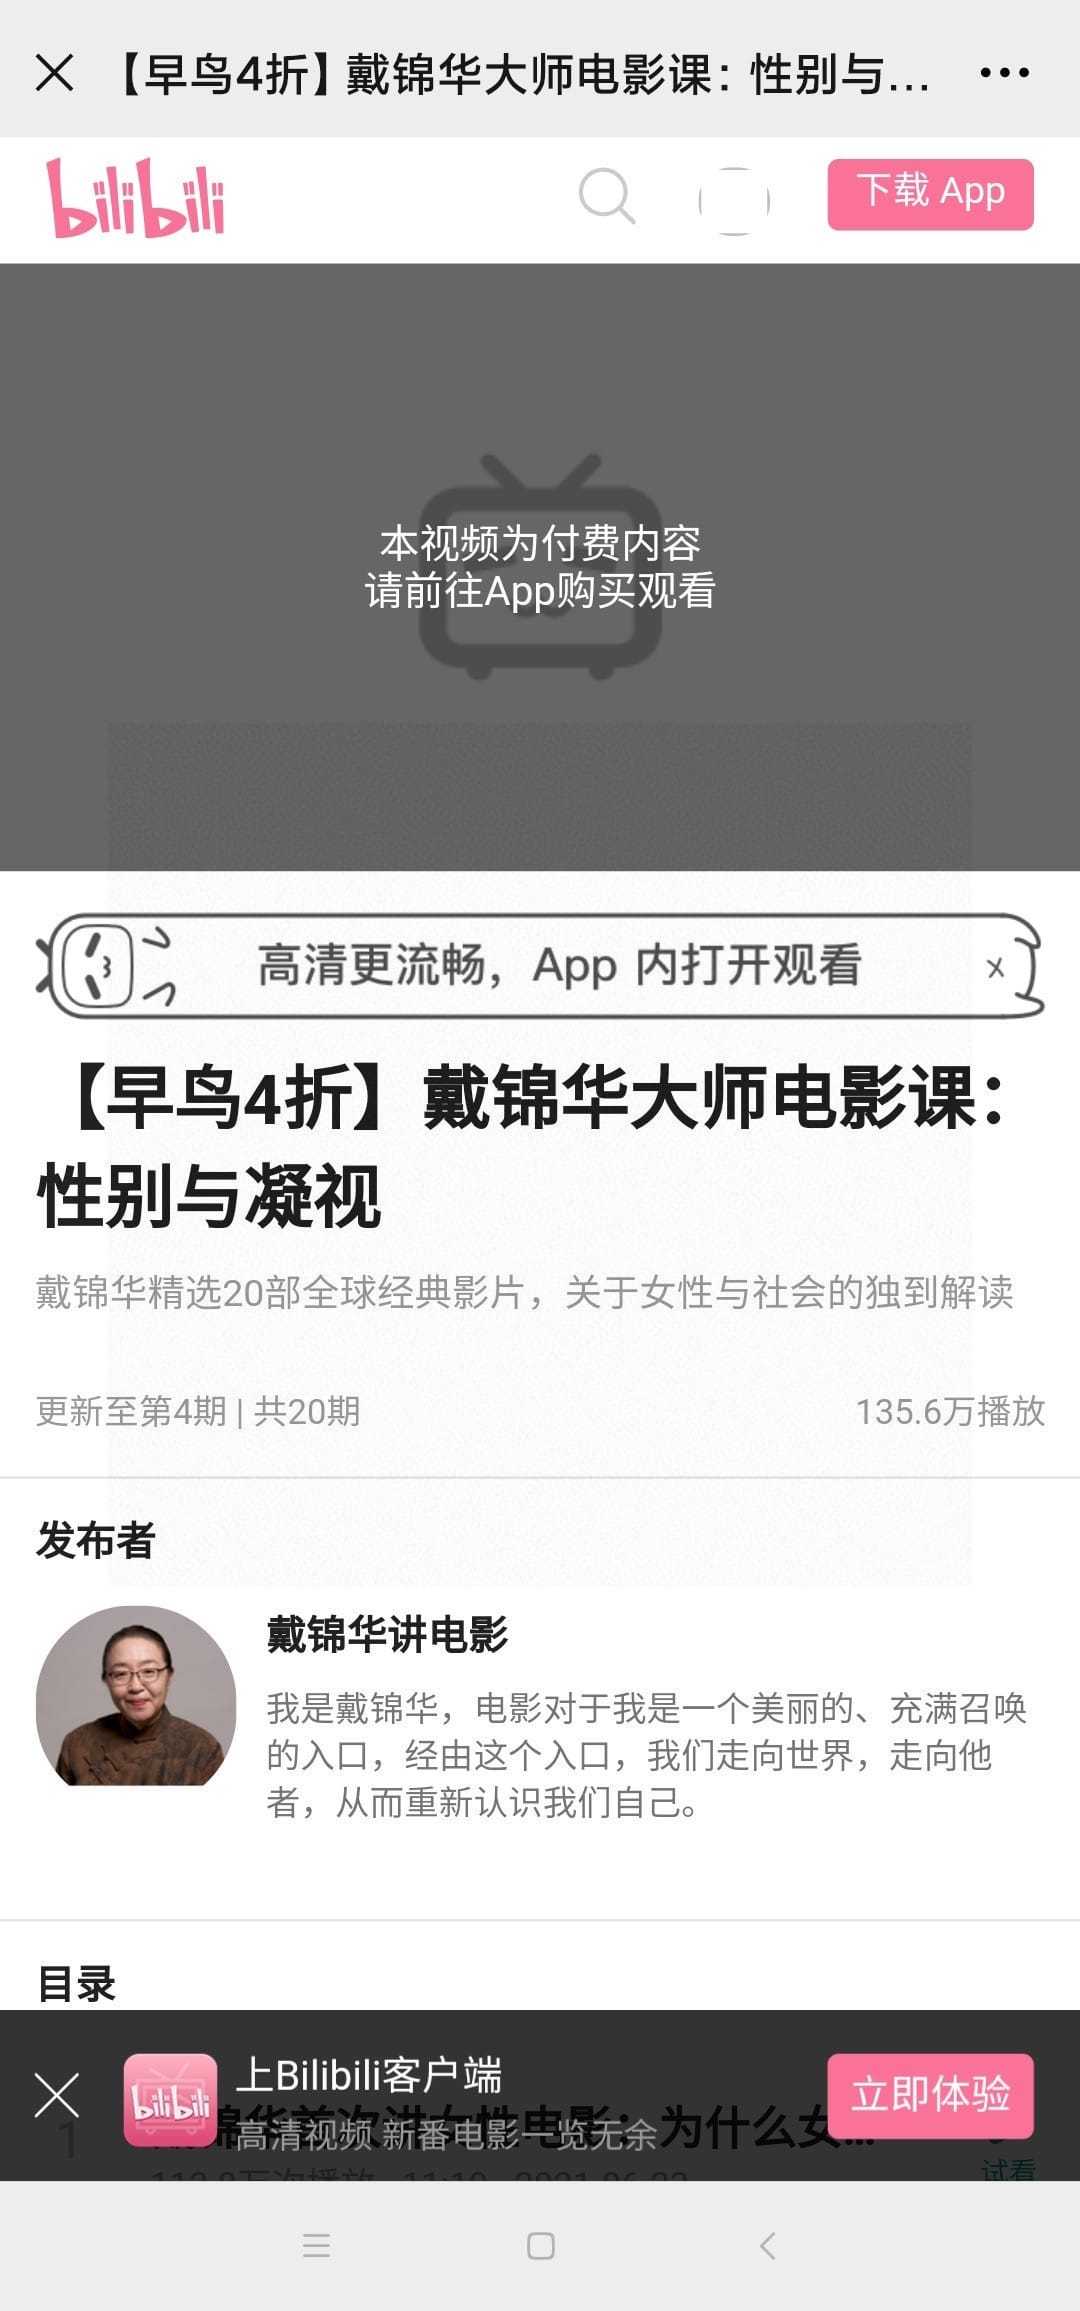 【早鸟4折】戴锦华大师电影课：性别与...
bilibili
下载 App
本视频为付费内容
请前往App购买观看
高清更流畅，App 内打开观看
x
【早鸟4折】戴锦华大师电影课：
性别与凝视
戴锦华精选20部全球经典影片，关于女性与社会的独到解读
更新至第4期 | 共20期
135.6万播放
发布者
戴锦华讲电影
我是戴锦华，电影对于我是一个美丽的、充满召唤
的入口，经由这个入口，我们走向世界，走向他
者，从而重新认识我们自己。
目录
bilibili
上Bilibili客户端
高清视频 新番电影一览无余
立即体验
1
锦华首次讲女性电影：为什么女...
试看